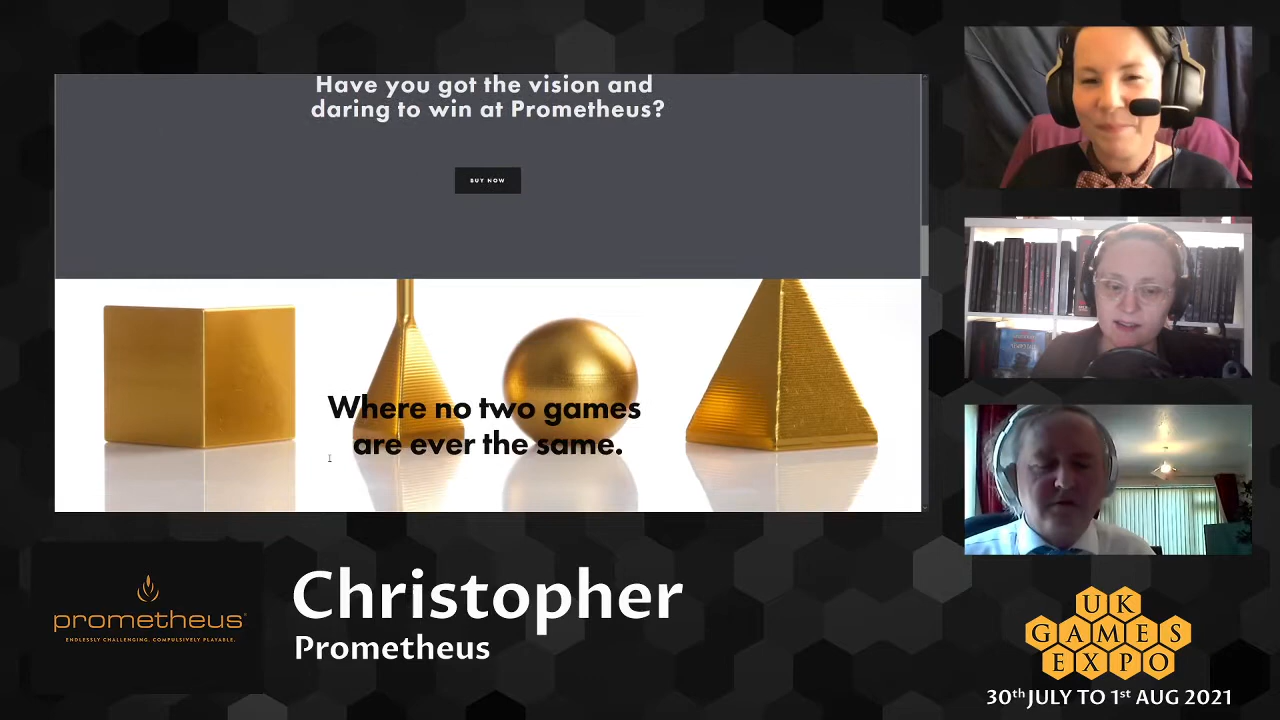 Have you got the vision and
daring to win at Prometheus?
BUY NOW
Where no two games
are ever the same.
prometheus®
ENDLESSLY CHALLENGING. COMPULSIVELY PLAYABLE.
Christopher
Prometheus
UK
GAMES
EXPO
30th JULY TO 1st AUG 2021